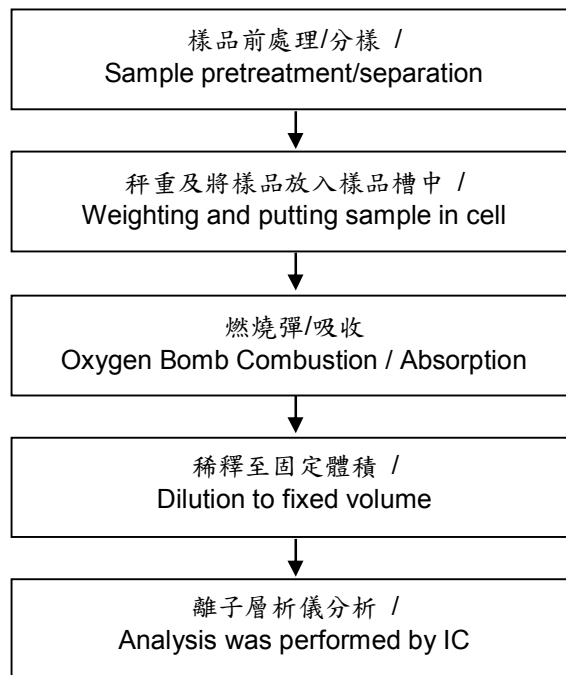 樣品前處理/分樣 /
Sample pretreatment/separation
秤重及將樣品放入樣品槽中 /
Weighting and putting sample in cell
燃燒彈/吸收
Oxygen Bomb Combustion / Absorption
稀釋至固定體積 /
Dilution to fixed volume
離子層析儀分析 /
Analysis was performed by IC